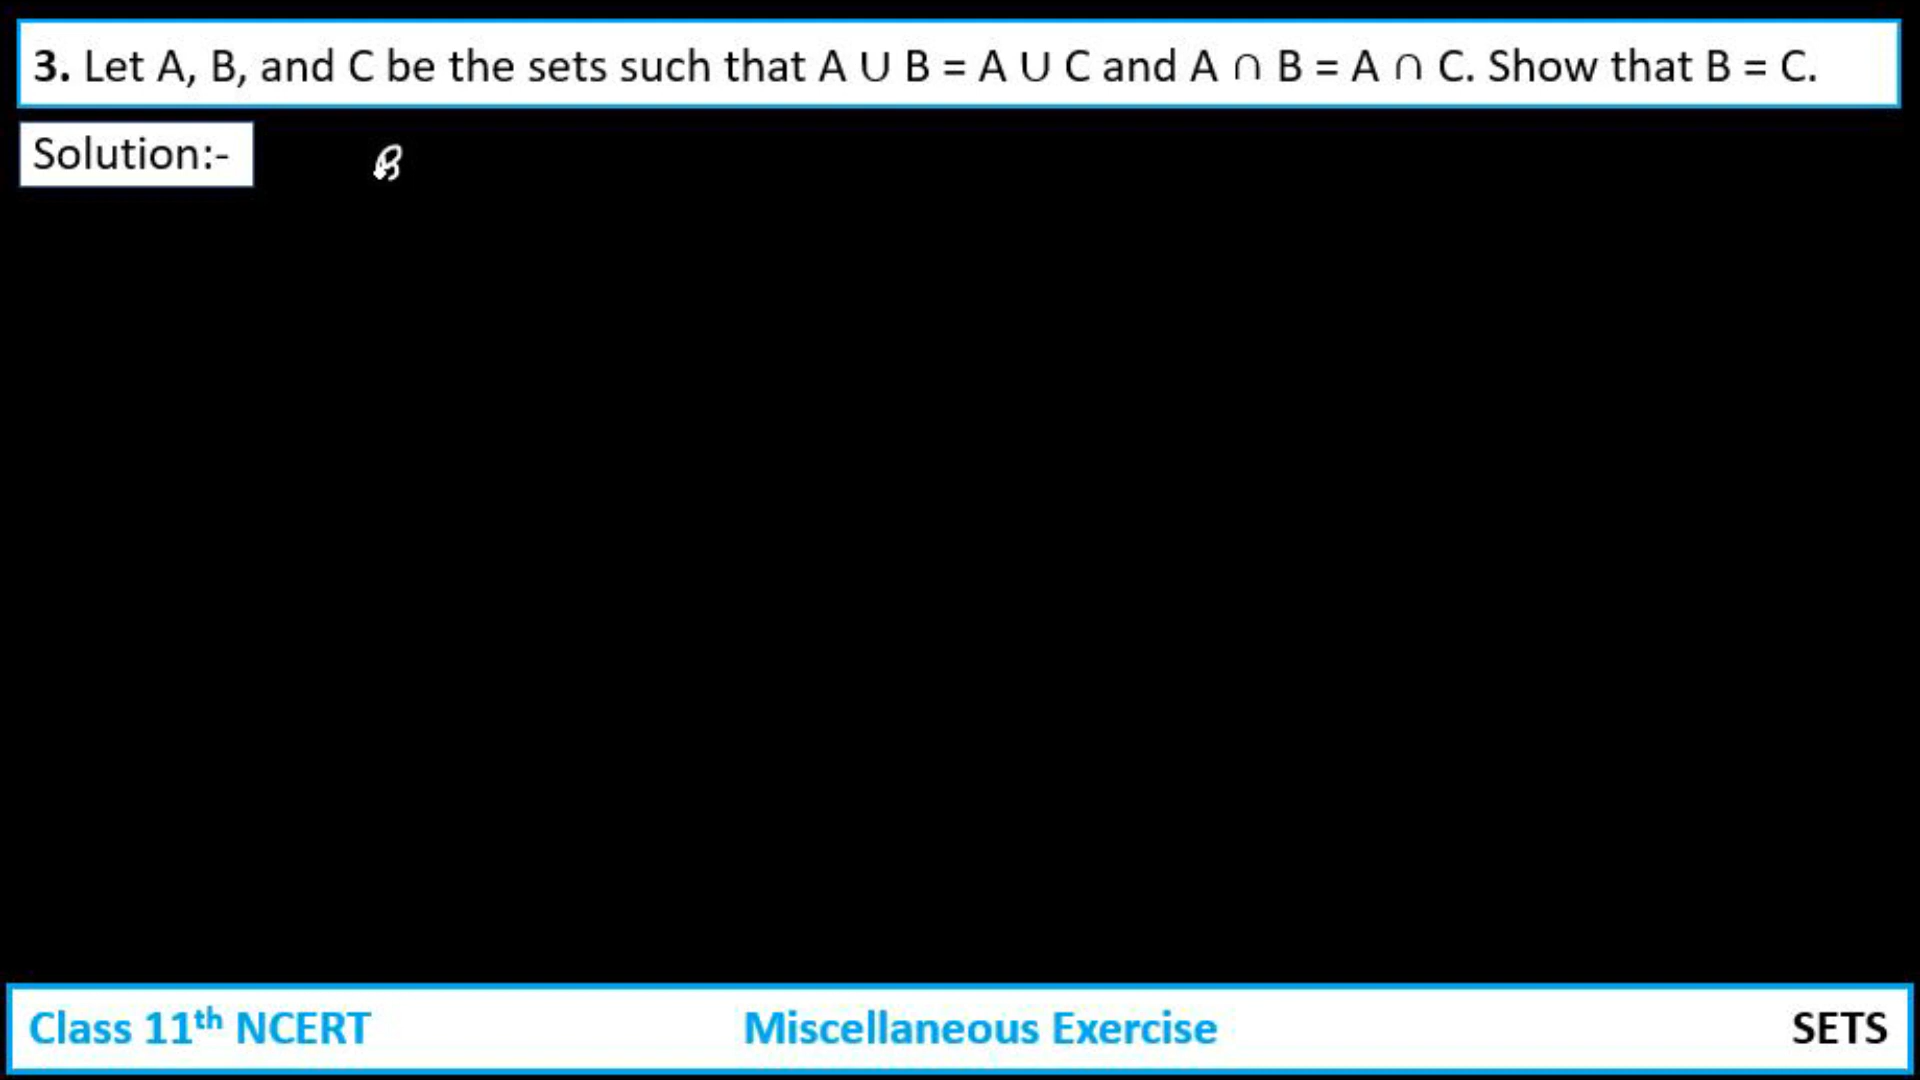 3. Let A, B, and C be the sets such that A ∪ B = A ∪ C and A ∩ B = A ∩ C. Show that B = C.
Solution:- B
Class 11th NCERT Miscellaneous Exercise SETS